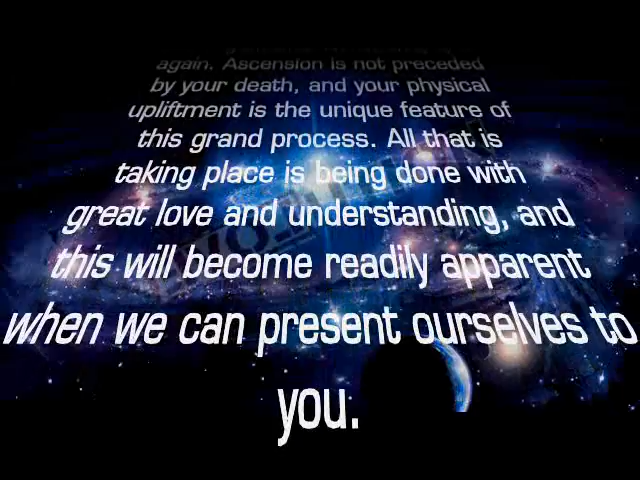 again. Ascension is not preceded
by your death, and your physical
upliftment is the unique feature of
this grand process. All that is
taking place is being done with
great love and understanding, and
this will become readily apparent
when we can present ourselves to
you.